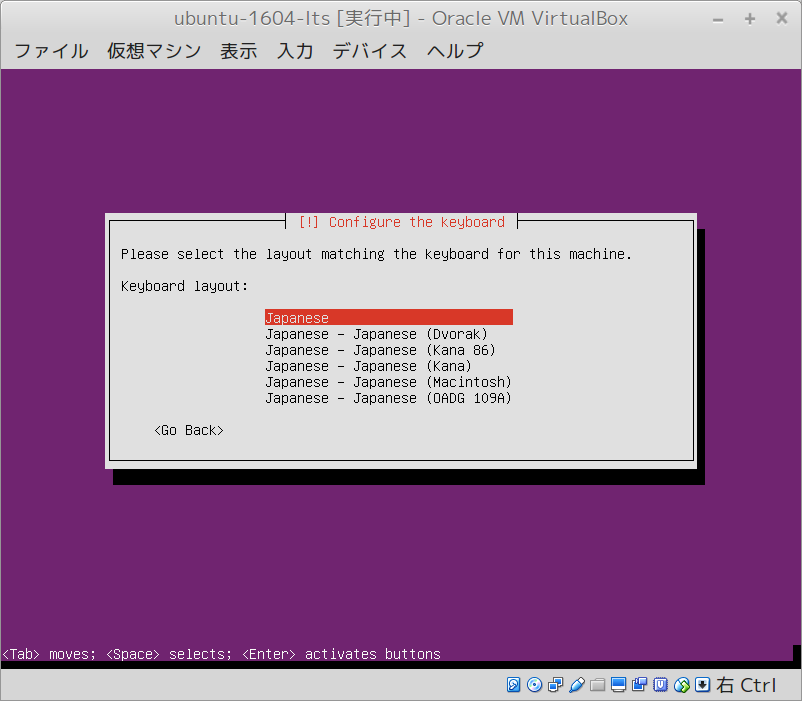 ubuntu-1604-lts [実行中] - Oracle VM VirtualBox
ファイル 仮想マシン 表示 入力 デバイス ヘルプ
[!] Configure the keyboard
Please select the layout matching the keyboard for this machine.
Keyboard layout:
Japanese
Japanese - Japanese (Dvorak)
Japanese - Japanese (Kana 86)
Japanese - Japanese (Kana)
Japanese - Japanese (Macintosh)
Japanese - Japanese (OADG 109A)
<Go Back>
<Tab> moves; <Space> selects; <Enter> activates buttons
右 Ctrl